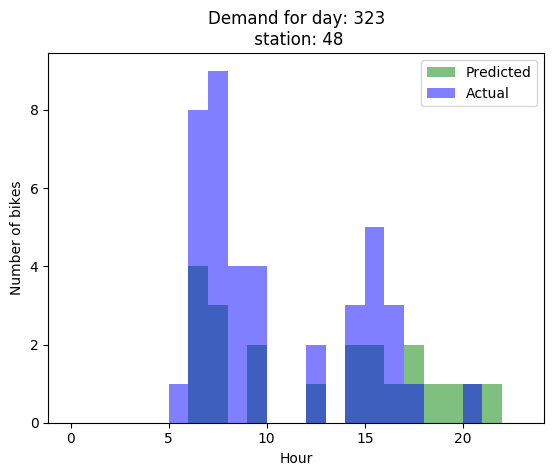 Demand for day: 323
station: 48
Predicted
Actual
Number of bikes
8
6
4
2
0
0 5 10 15 20
Hour